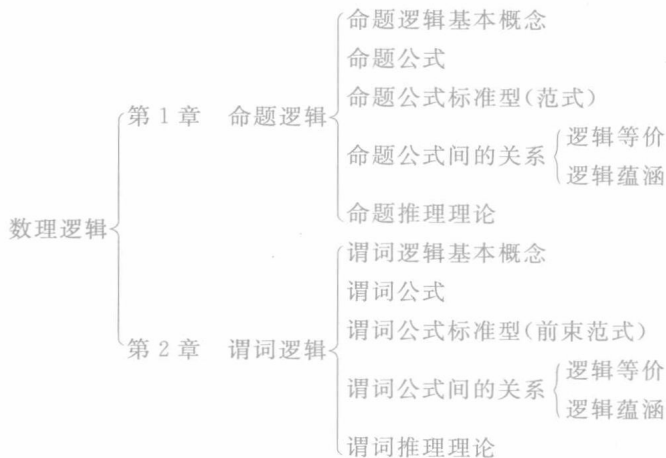 数理逻辑
第1章 命题逻辑
命题逻辑基本概念
命题公式
命题公式标准型(范式)
命题公式间的关系
逻辑等价
逻辑蕴涵
命题推理理论
第2章 谓词逻辑
谓词逻辑基本概念
谓词公式
谓词公式标准型(前束范式)
谓词公式间的关系
逻辑等价
逻辑蕴涵
谓词推理理论